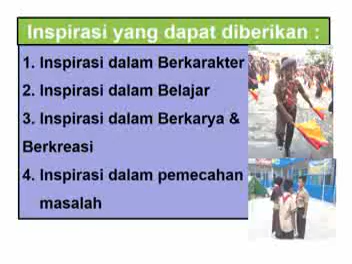 Inspirasi yang dapat diberikan :
1. Inspirasi dalam Berkarakter
2. Inspirasi dalam Belajar
3. Inspirasi dalam Berkarya &
Berkreasi
4. Inspirasi dalam pemecahan
masalah